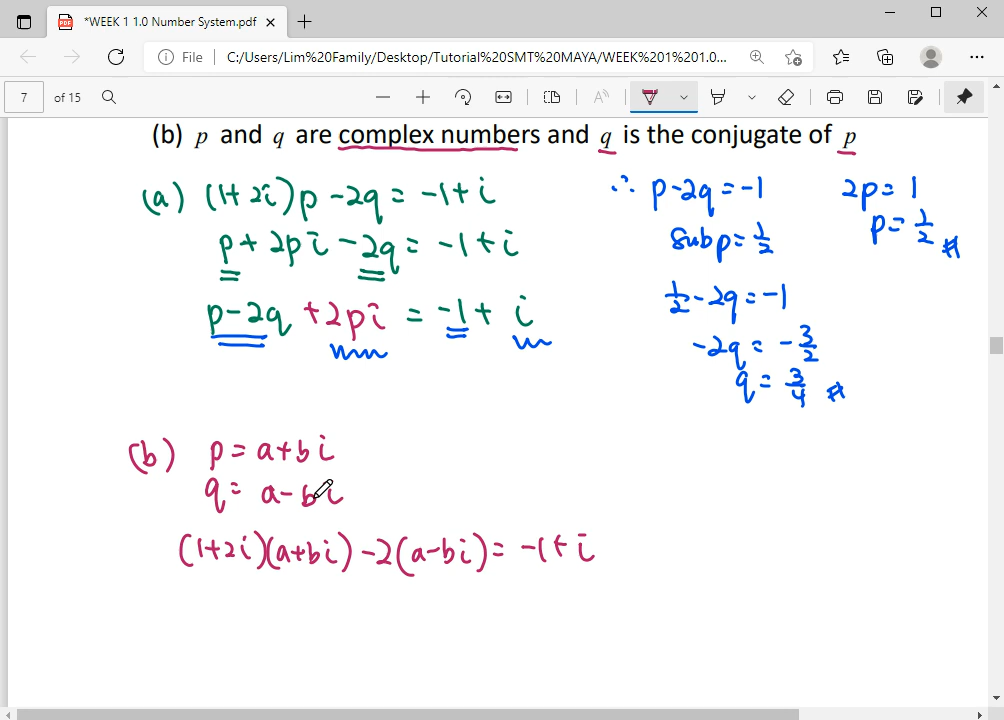 *WEEK 1 1.0 Number System.pdf
File
C:/Users/Lim%20Family/Desktop/Tutorial%20SMT%20MAYA/WEEK%201%201.0...
7 of 15
(b) p and q are complex numbers and q is the conjugate of p
(a) (1+2i)p-2q = -1+i
p+2pi-2q = -1+i
p-2q+2pi = -1+i
∴ p-2q = -1
sub p = 1/2
1/2-2q = -1
-2q = -3/2
q = 3/4 #
2p = 1
p = 1/2 #
(b) p = a+bi
q = a-bi
(1+2i)(a+bi)-2(a-bi) = -1+i